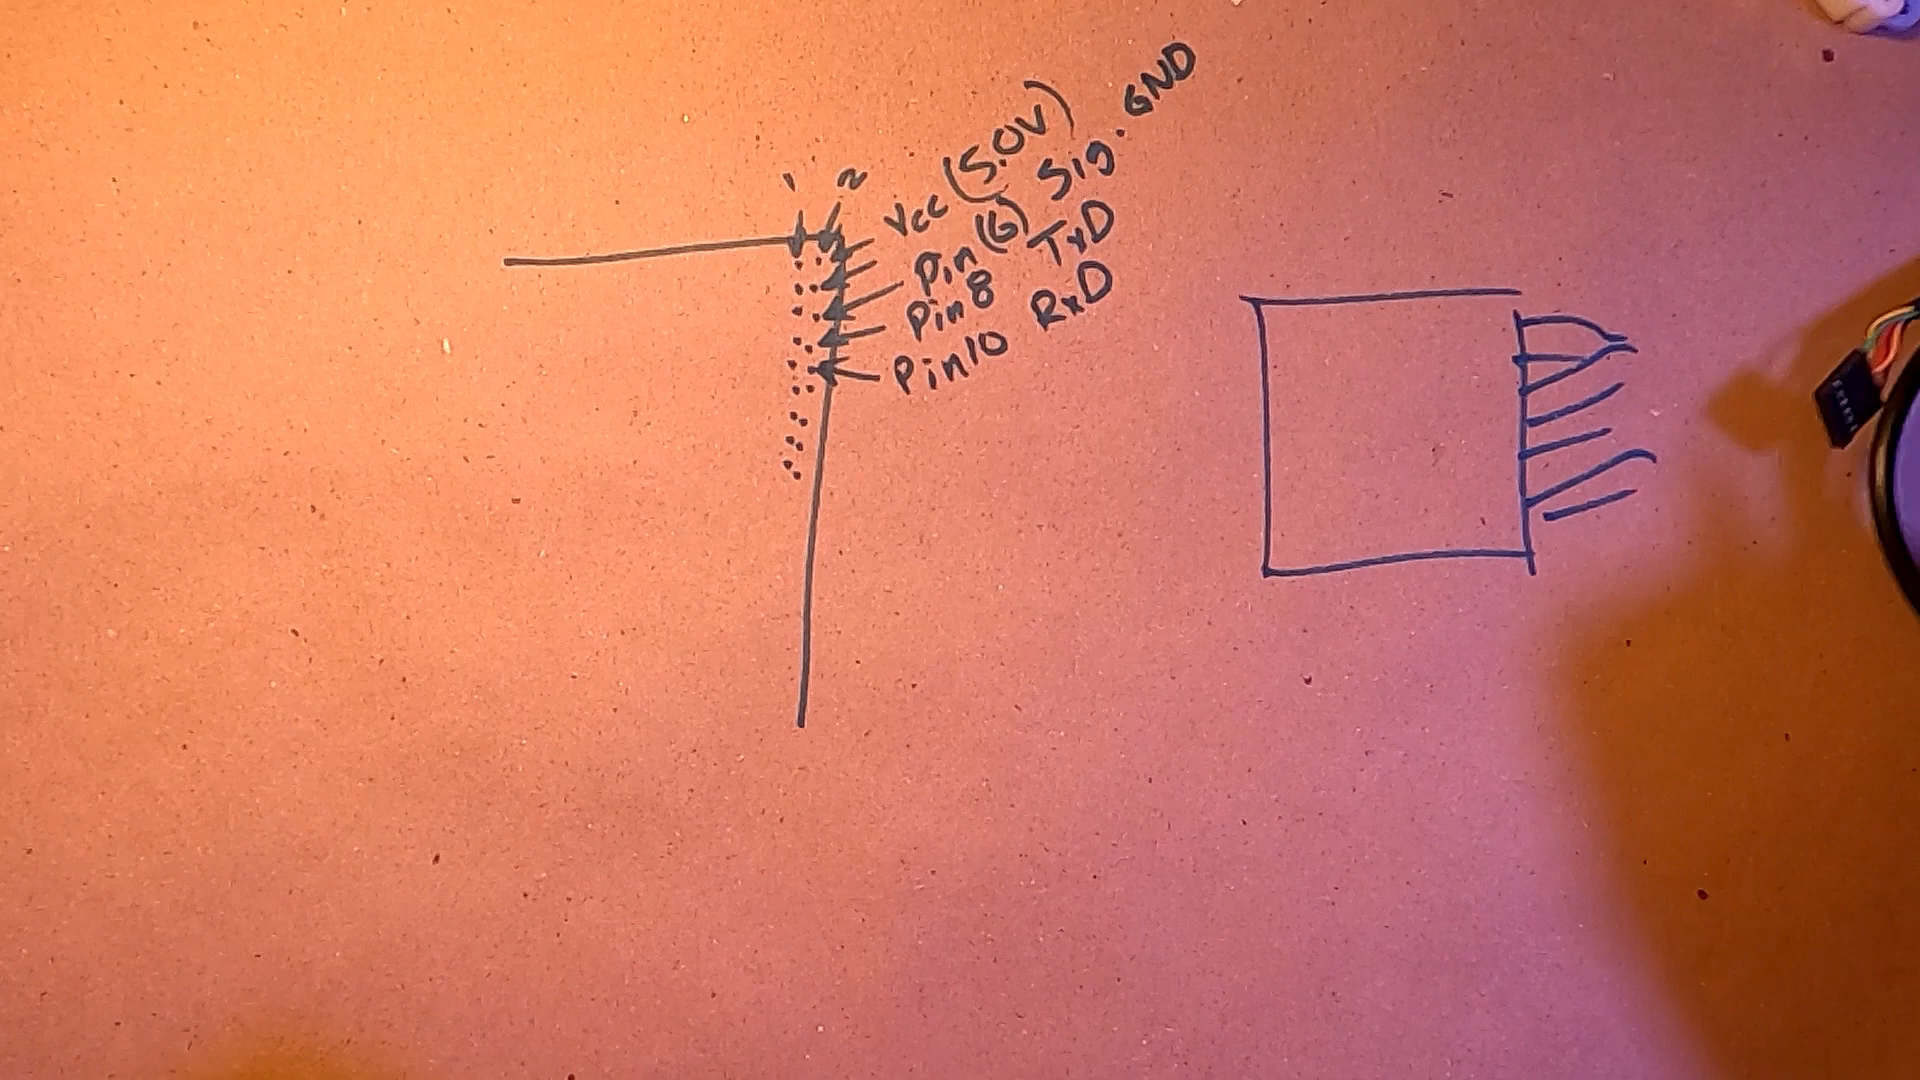 1 2
Vcc (5.0V)
Pin (6) Sig. GND
Pin 8 TxD
Pin 10 RxD